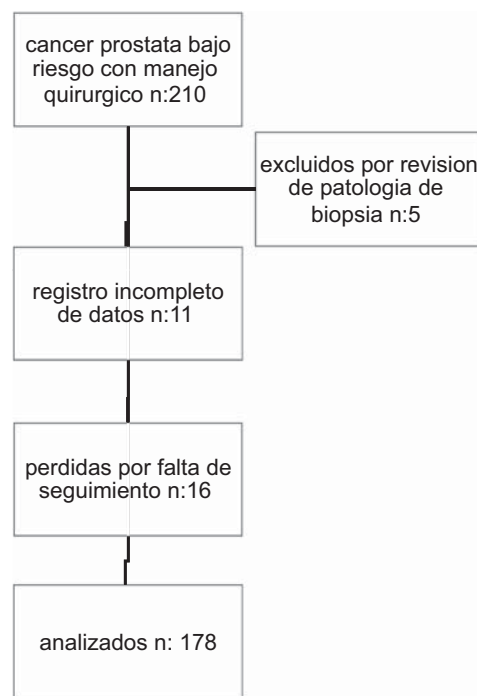 cancer prostata bajo
riesgo con manejo
quirurgico n:210
excluidos por revision
de patologia de
biopsia n:5
registro incompleto
de datos n:11
perdidas por falta de
seguimiento n:16
analizados n: 178